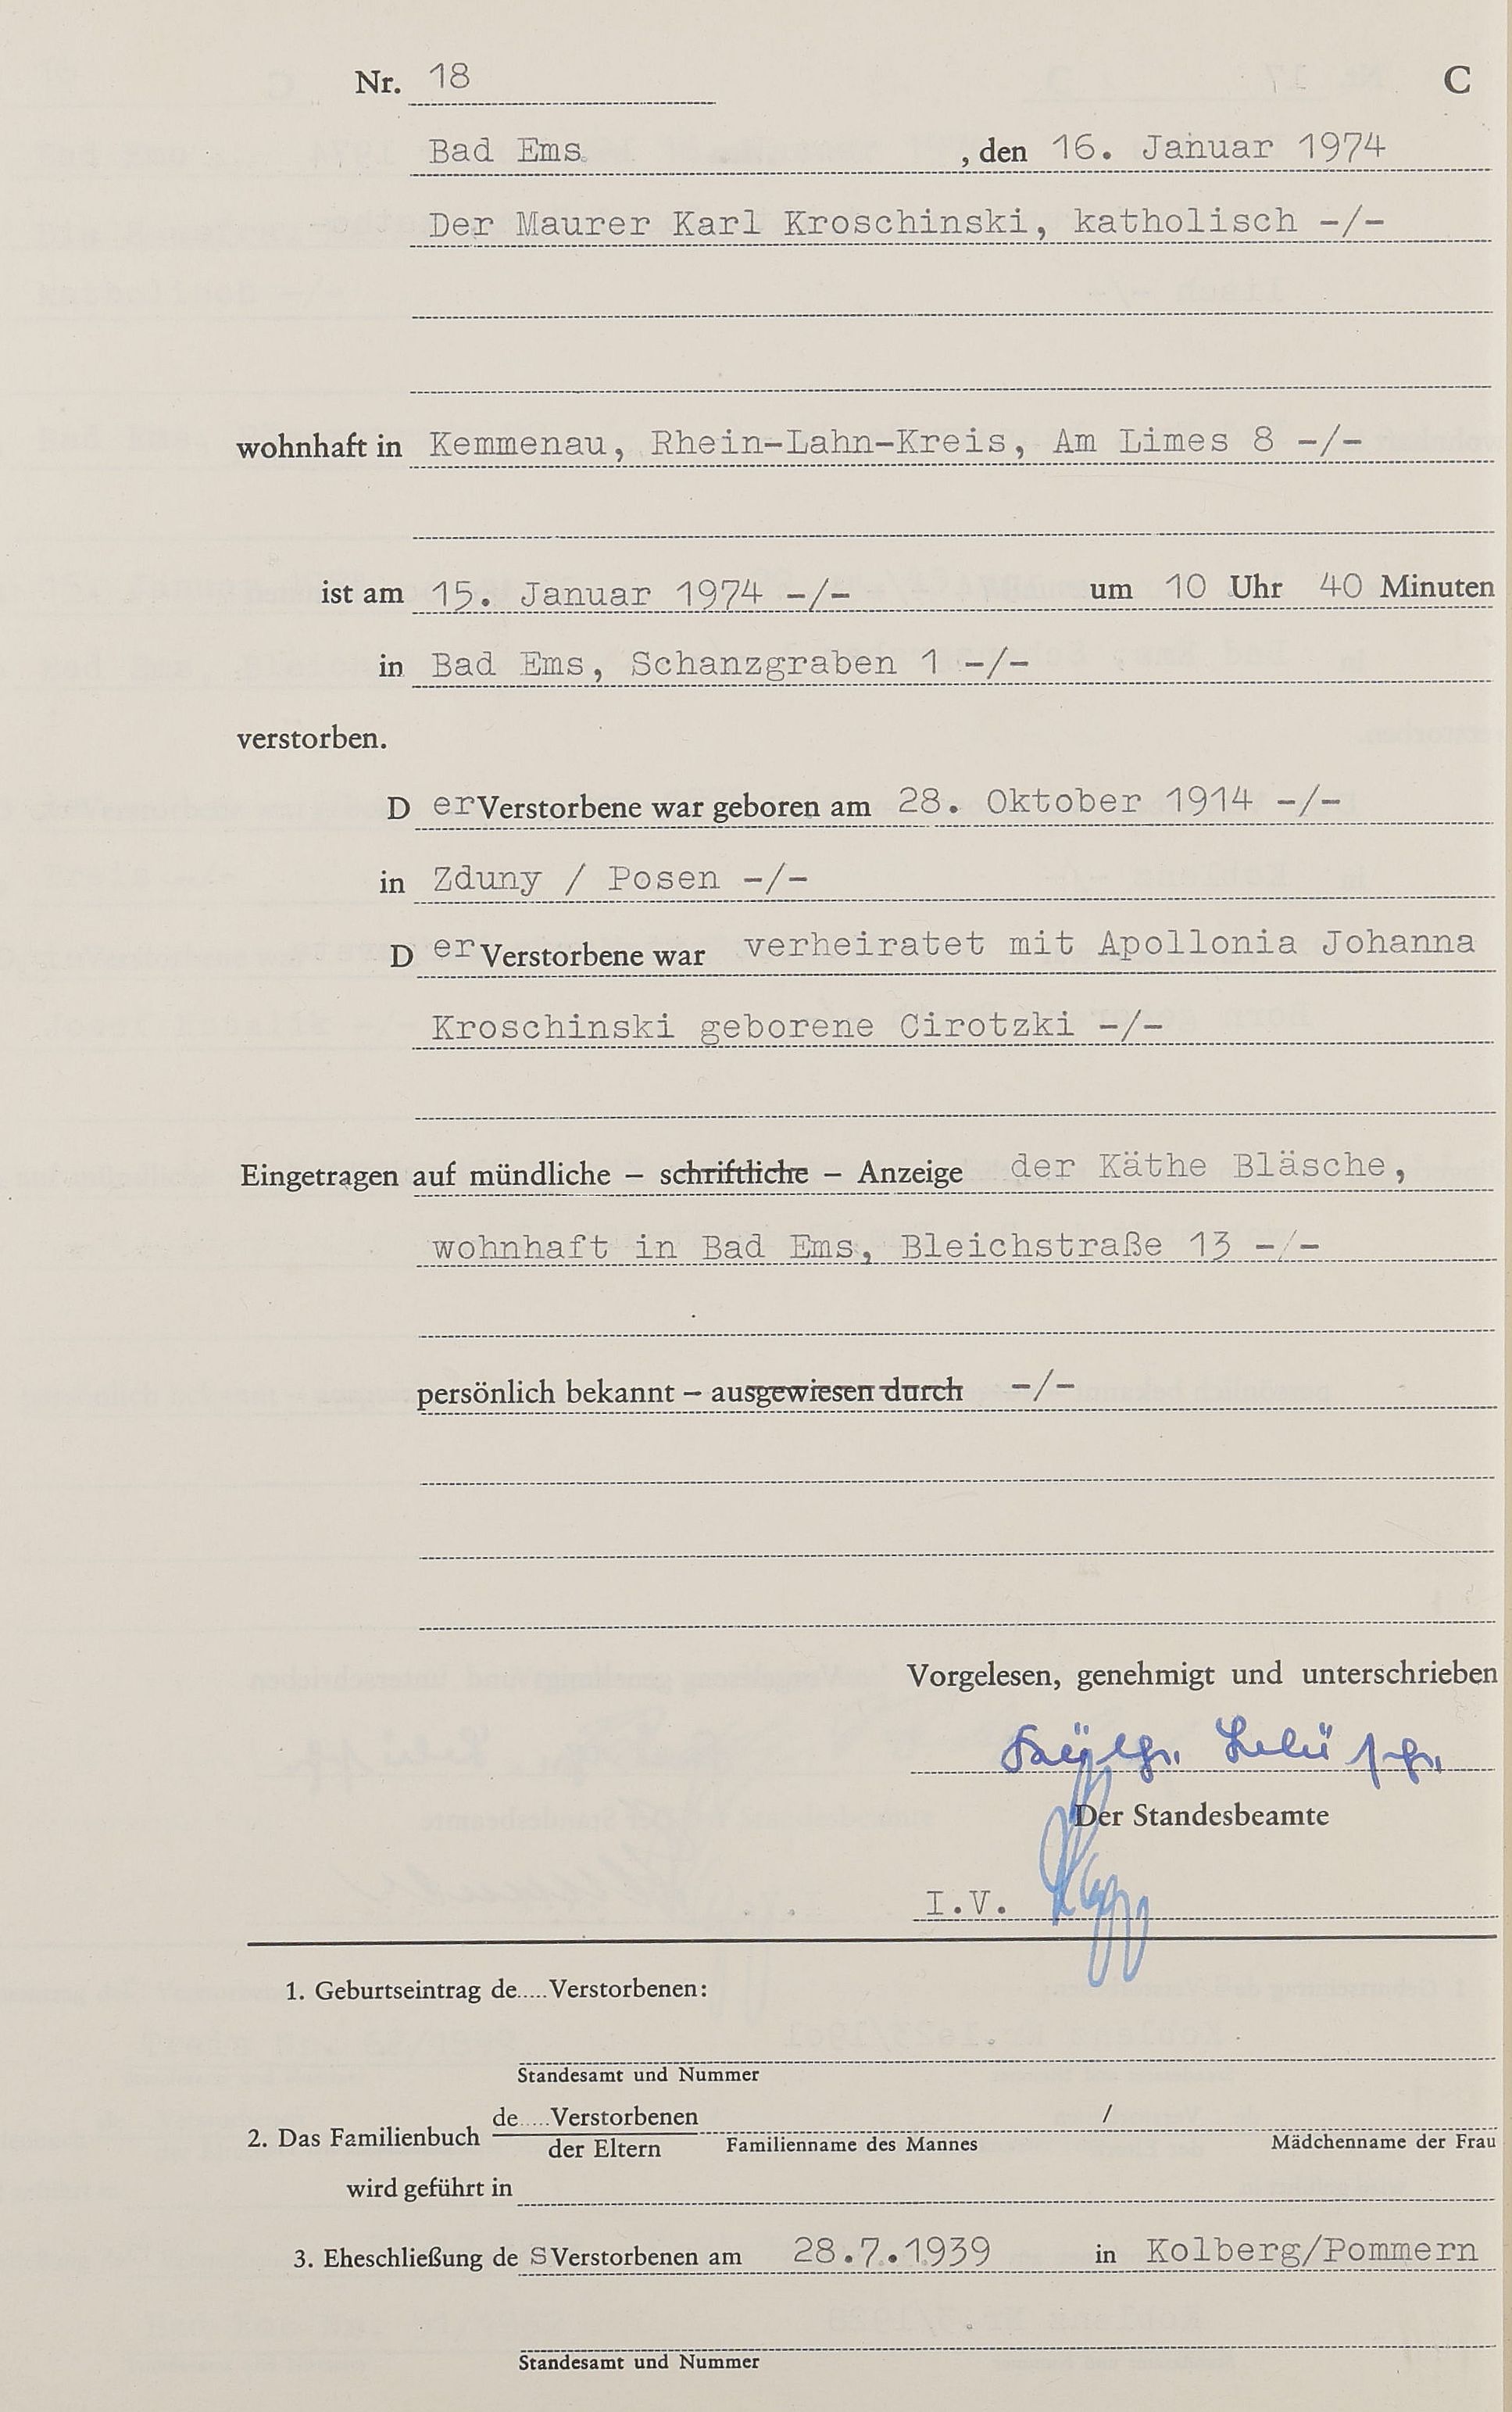 Nr. 18 C
Bad Ems , den 16. Januar 1974
Der Maurer Karl Kroschinski, katholisch -/-
wohnhaft in Kemmenau, Rhein-Lahn-Kreis, Am Limes 8 -/-
ist am 15. Januar 1974 -/- um 10 Uhr 40 Minuten
in Bad Ems, Schanzgraben 1 -/-
verstorben.
D er Verstorbene war geboren am 28. Oktober 1914 -/-
in Zduny / Posen -/-
D er Verstorbene war verheiratet mit Apollonia Johanna
Kroschinski geborene Cirotzki -/-
Eingetragen auf mündliche – schriftliche – Anzeige der Käthe Bläsche,
wohnhaft in Bad Ems, Bleichstraße 13 -/-
persönlich bekannt – ausgewiesen durch -/-
Vorgelesen, genehmigt und unterschrieben
Der Standesbeamte
I.V.
1. Geburtseintrag de.....Verstorbenen:
Standesamt und Nummer
de.....Verstorbenen /
2. Das Familienbuch der Eltern Familienname des Mannes Mädchenname der Frau
wird geführt in
3. Eheschließung de s Verstorbenen am 28.7.1939 in Kolberg/Pommern
Standesamt und Nummer